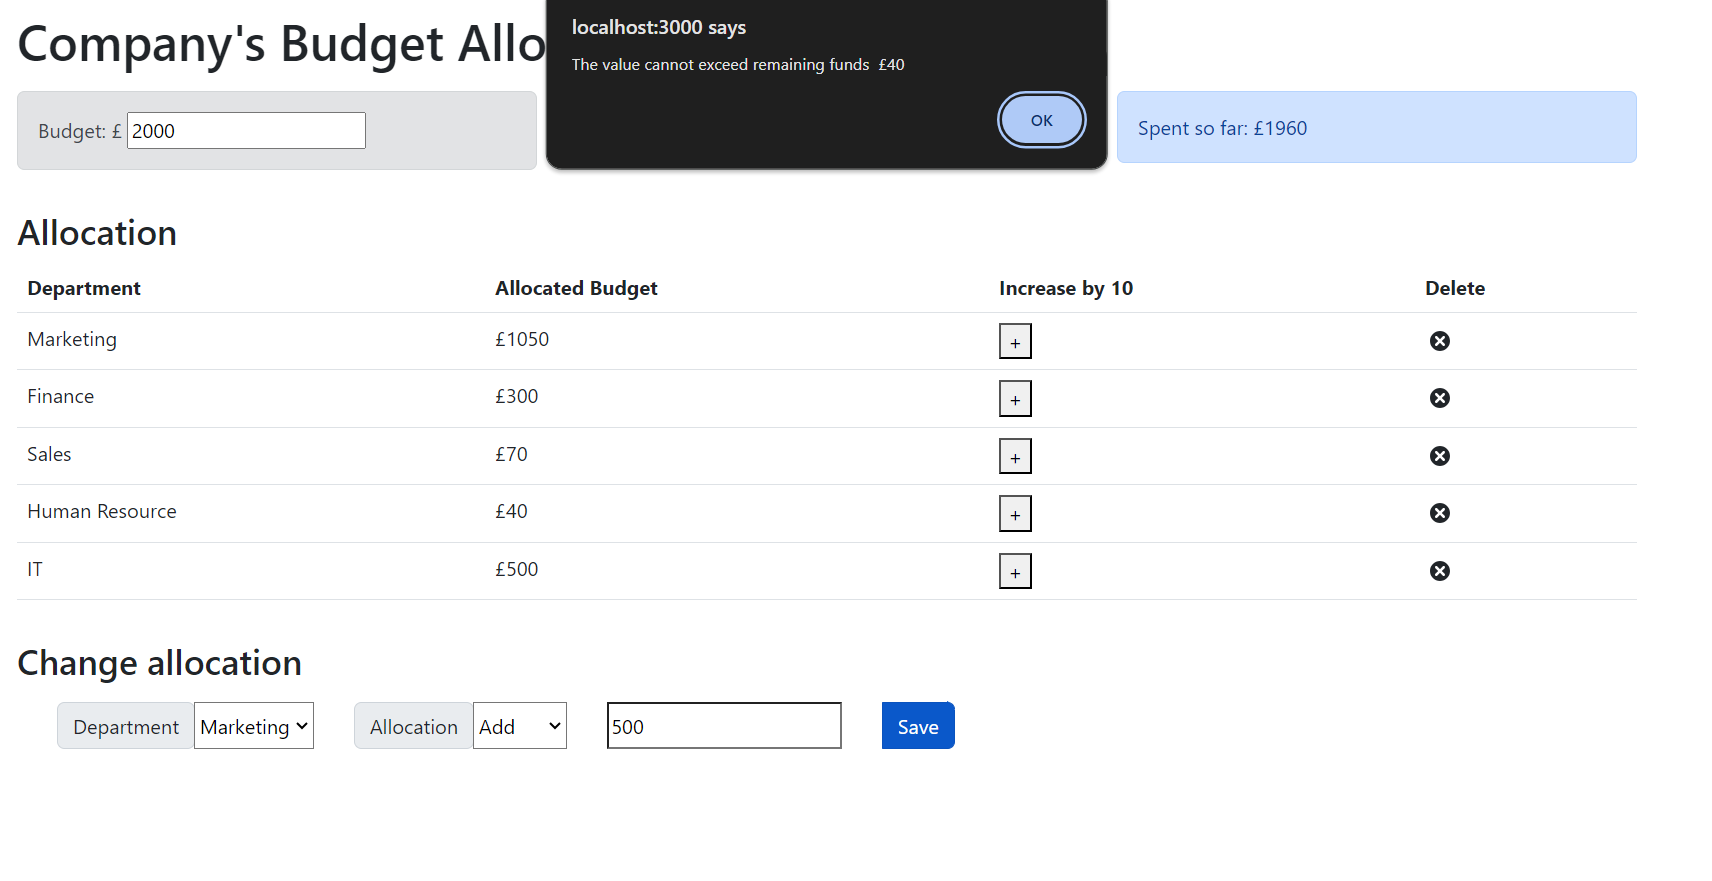 Company's Budget Allo
localhost:3000 says
The value cannot exceed remaining funds £40
OK
Budget: £ 2000
Spent so far: £1960
Allocation
Department Allocated Budget Increase by 10 Delete
Marketing £1050 +
Finance £300 +
Sales £70 +
Human Resource £40 +
IT £500 +
Change allocation
Department Marketing Allocation Add 500 Save